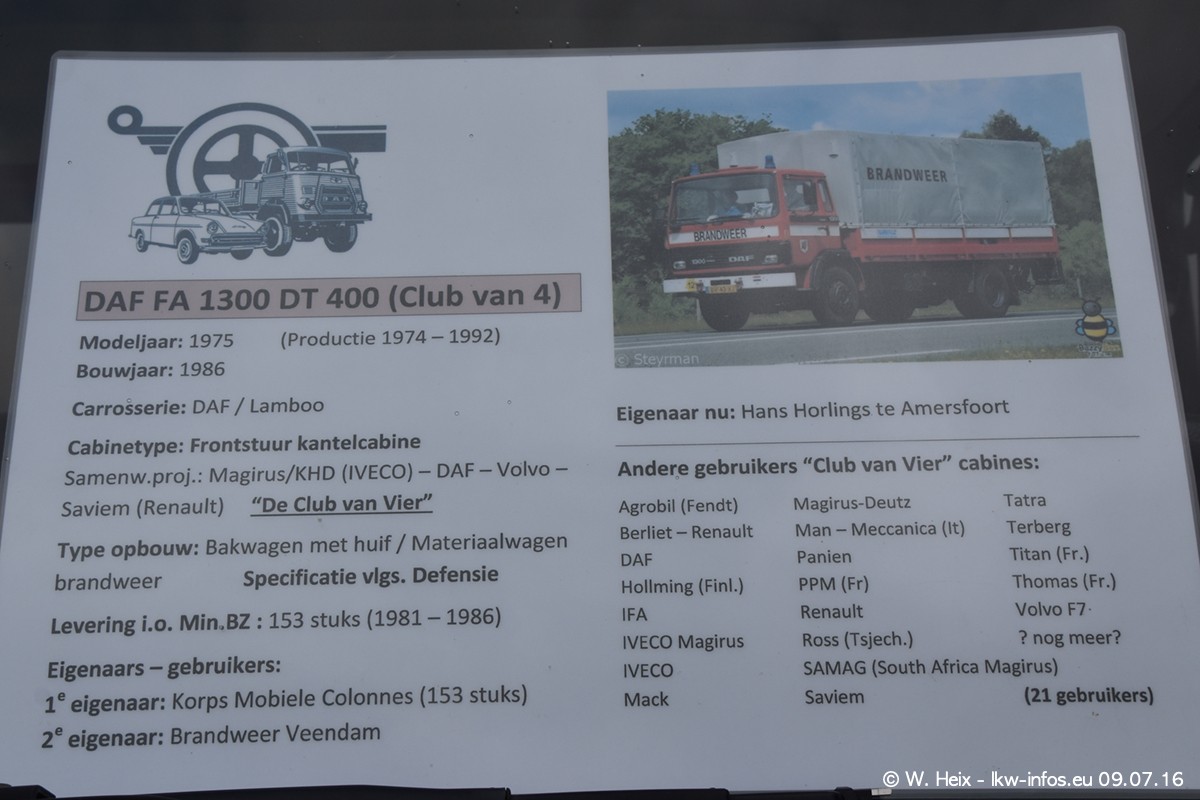 DAF FA 1300 DT 400 (Club van 4)
Modeljaar: 1975 (Productie 1974 – 1992)
Bouwjaar: 1986
Carrosserie: DAF / Lamboo
Cabinetype: Frontstuur kantelcabine
Samenw.proj.: Magirus/KHD (IVECO) – DAF – Volvo –
Saviem (Renault) “De Club van Vier”
Type opbouw: Bakwagen met huif / Materiaalwagen
brandweer Specificatie vlgs. Defensie
Levering i.o. Min.BZ : 153 stuks (1981 – 1986)
Eigenaars – gebruikers:
1e eigenaar: Korps Mobiele Colonnes (153 stuks)
2e eigenaar: Brandweer Veendam
BRANDWEER
BRANDWEER
1300 DAF
© Steyrman
Eigenaar nu: Hans Horlings te Amersfoort
Andere gebruikers “Club van Vier” cabines:
Agrobil (Fendt) Magirus-Deutz Tatra
Berliet – Renault Man – Meccanica (It) Terberg
DAF Panien Titan (Fr.)
Hollming (Finl.) PPM (Fr) Thomas (Fr.)
IFA Renault Volvo F7
IVECO Magirus Ross (Tsjech.) ? nog meer?
IVECO SAMAG (South Africa Magirus)
Mack Saviem (21 gebruikers)
© W. Heix - lkw-infos.eu 09.07.16